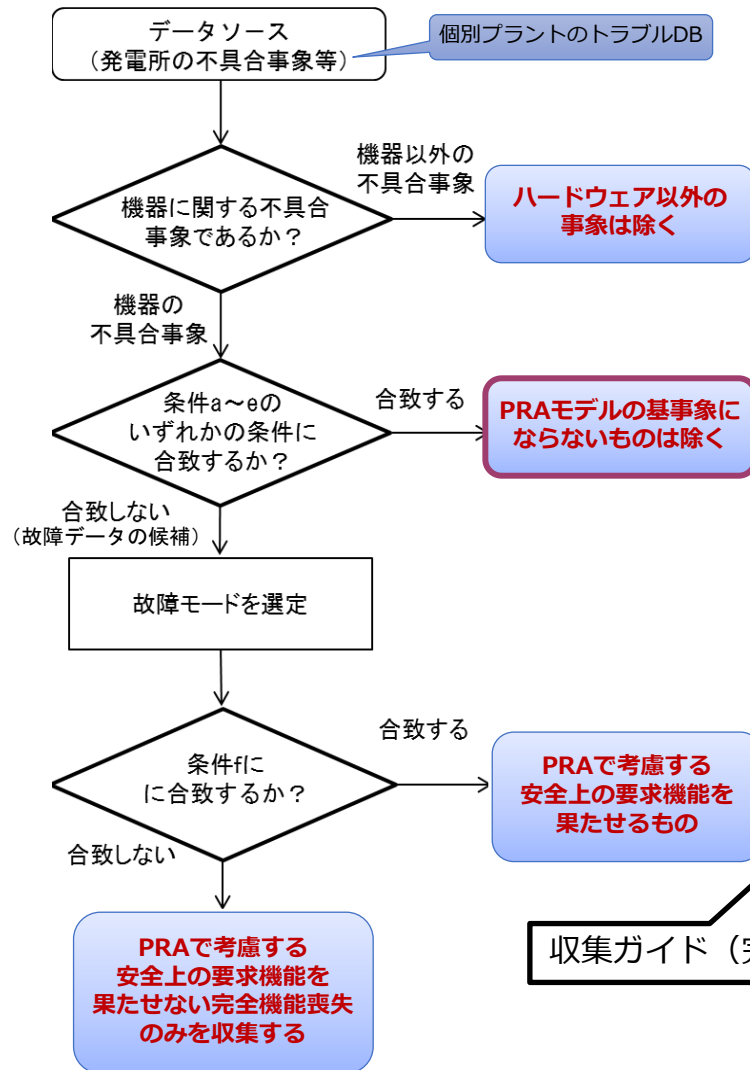 データソース
(発電所の不具合事象等)
個別プラントのトラブルDB
機器に関する不具合
事象であるか？
機器以外の
不具合事象
ハードウェア以外の
事象は除く
機器の
不具合事象
条件a～eの
いずれかの条件に
合致するか？
合致する
PRAモデルの基事象に
ならないものは除く
合致しない
(故障データの候補)
故障モードを選定
条件fに
に合致するか？
合致する
PRAで考慮する
安全上の要求機能を
果たせるもの
合致しない
PRAで考慮する
安全上の要求機能を
果たせない完全機能喪失
のみを収集する
収集ガイド（